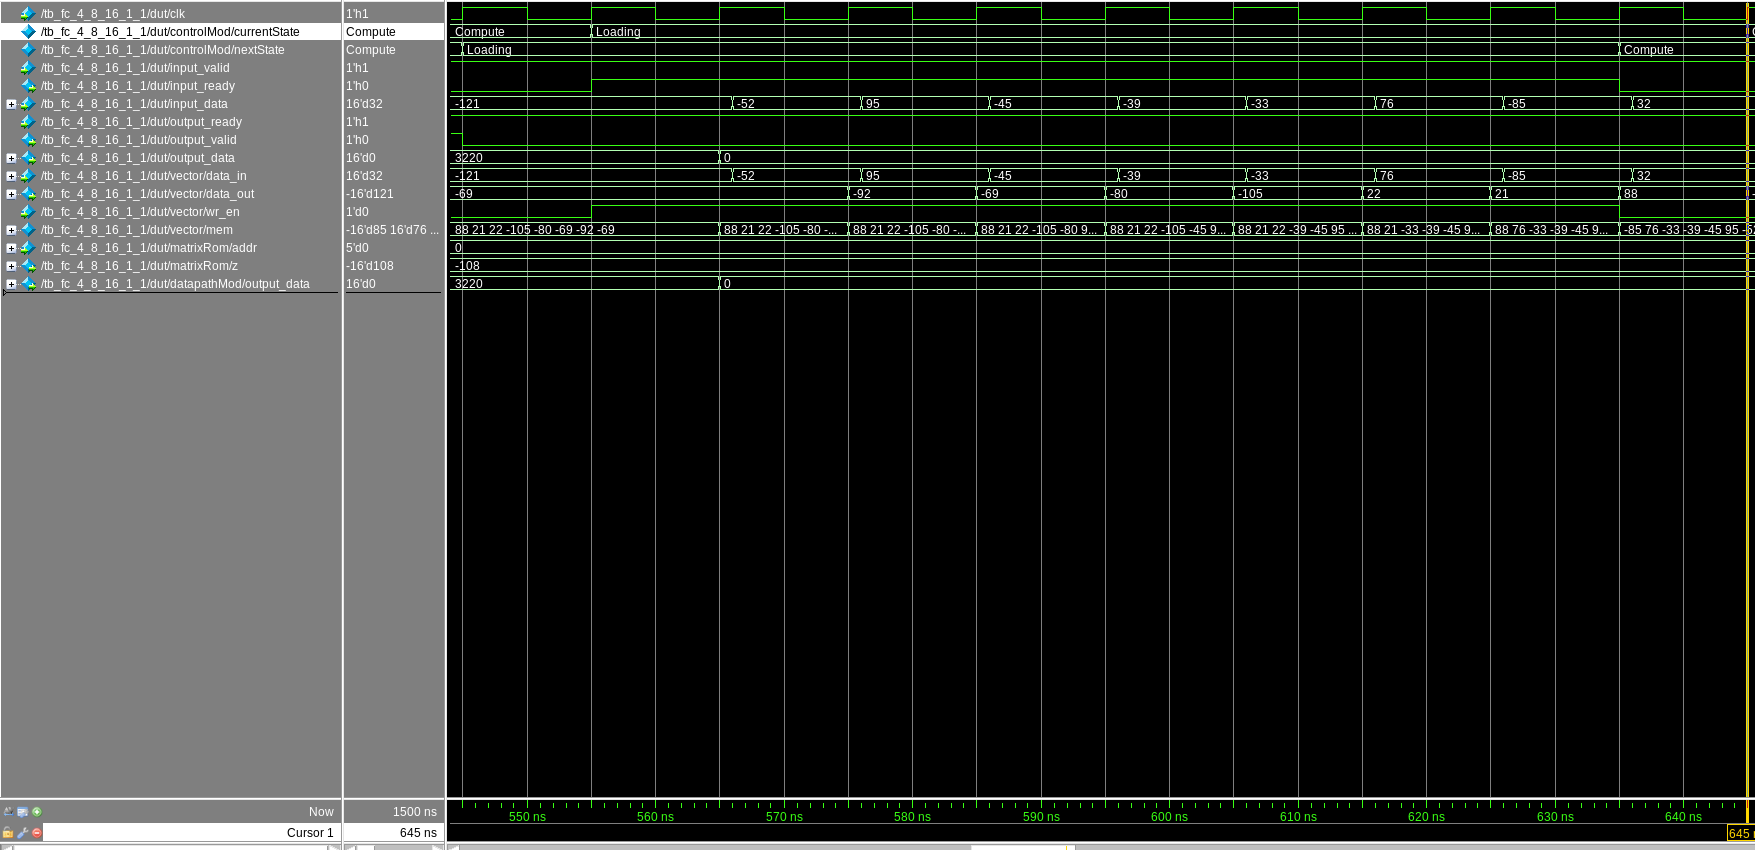 /tb_fc_4_8_16_1_1/dut/clk 1'h1
/tb_fc_4_8_16_1_1/dut/controlMod/currentState Compute Compute Loading
/tb_fc_4_8_16_1_1/dut/controlMod/nextState Compute Loading Compute
/tb_fc_4_8_16_1_1/dut/input_valid 1'h1
/tb_fc_4_8_16_1_1/dut/input_ready 1'h0
/tb_fc_4_8_16_1_1/dut/input_data 16'd32 -121 -52 95 -45 -39 -33 76 -85 32
/tb_fc_4_8_16_1_1/dut/output_ready 1'h1
/tb_fc_4_8_16_1_1/dut/output_valid 1'h0
/tb_fc_4_8_16_1_1/dut/output_data 16'd0 3220 0
/tb_fc_4_8_16_1_1/dut/vector/data_in 16'd32 -121 -52 95 -45 -39 -33 76 -85 32
/tb_fc_4_8_16_1_1/dut/vector/data_out -16'd121 -69 -92 -69 -80 -105 22 21 88
/tb_fc_4_8_16_1_1/dut/vector/wr_en 1'd0
/tb_fc_4_8_16_1_1/dut/vector/mem -16'd85 16'd76 ... 88 21 22 -105 -80 -69 -92 -69 88 21 22 -105 -80 -... 88 21 22 -105 -80 -... 88 21 22 -105 -80 9... 88 21 22 -105 -45 9... 88 21 22 -39 -45 95 ... 88 21 -33 -39 -45 9... 88 76 -33 -39 -45 9... -85 76 -33 -39 -45 95
/tb_fc_4_8_16_1_1/dut/matrixRom/addr 5'd0 0
/tb_fc_4_8_16_1_1/dut/matrixRom/z -16'd108 -108
/tb_fc_4_8_16_1_1/dut/datapathMod/output_data 16'd0 3220 0
Now 1500 ns
550 ns 560 ns 570 ns 580 ns 590 ns 600 ns 610 ns 620 ns 630 ns 640 ns
Cursor 1 645 ns 645